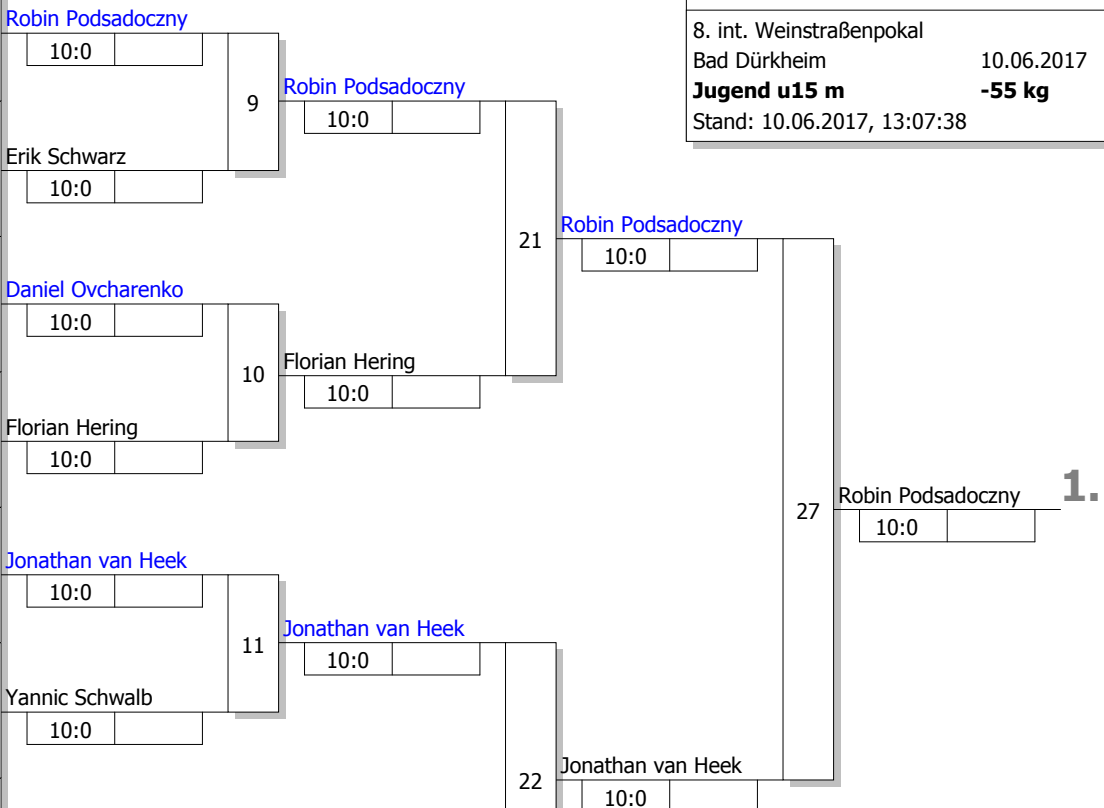 8. int. Weinstraßenpokal
Bad Dürkheim 10.06.2017
Jugend u15 m -55 kg
Stand: 10.06.2017, 13:07:38
Robin Podsadoczny
10:0
9
Erik Schwarz
10:0
Robin Podsadoczny
10:0
21
Daniel Ovcharenko
10:0
10
Florian Hering
10:0
Florian Hering
10:0
Robin Podsadoczny
10:0
27
Robin Podsadoczny 1.
10:0
Jonathan van Heek
10:0
11
Yannic Schwalb
10:0
Jonathan van Heek
10:0
22
Jonathan van Heek
10:0